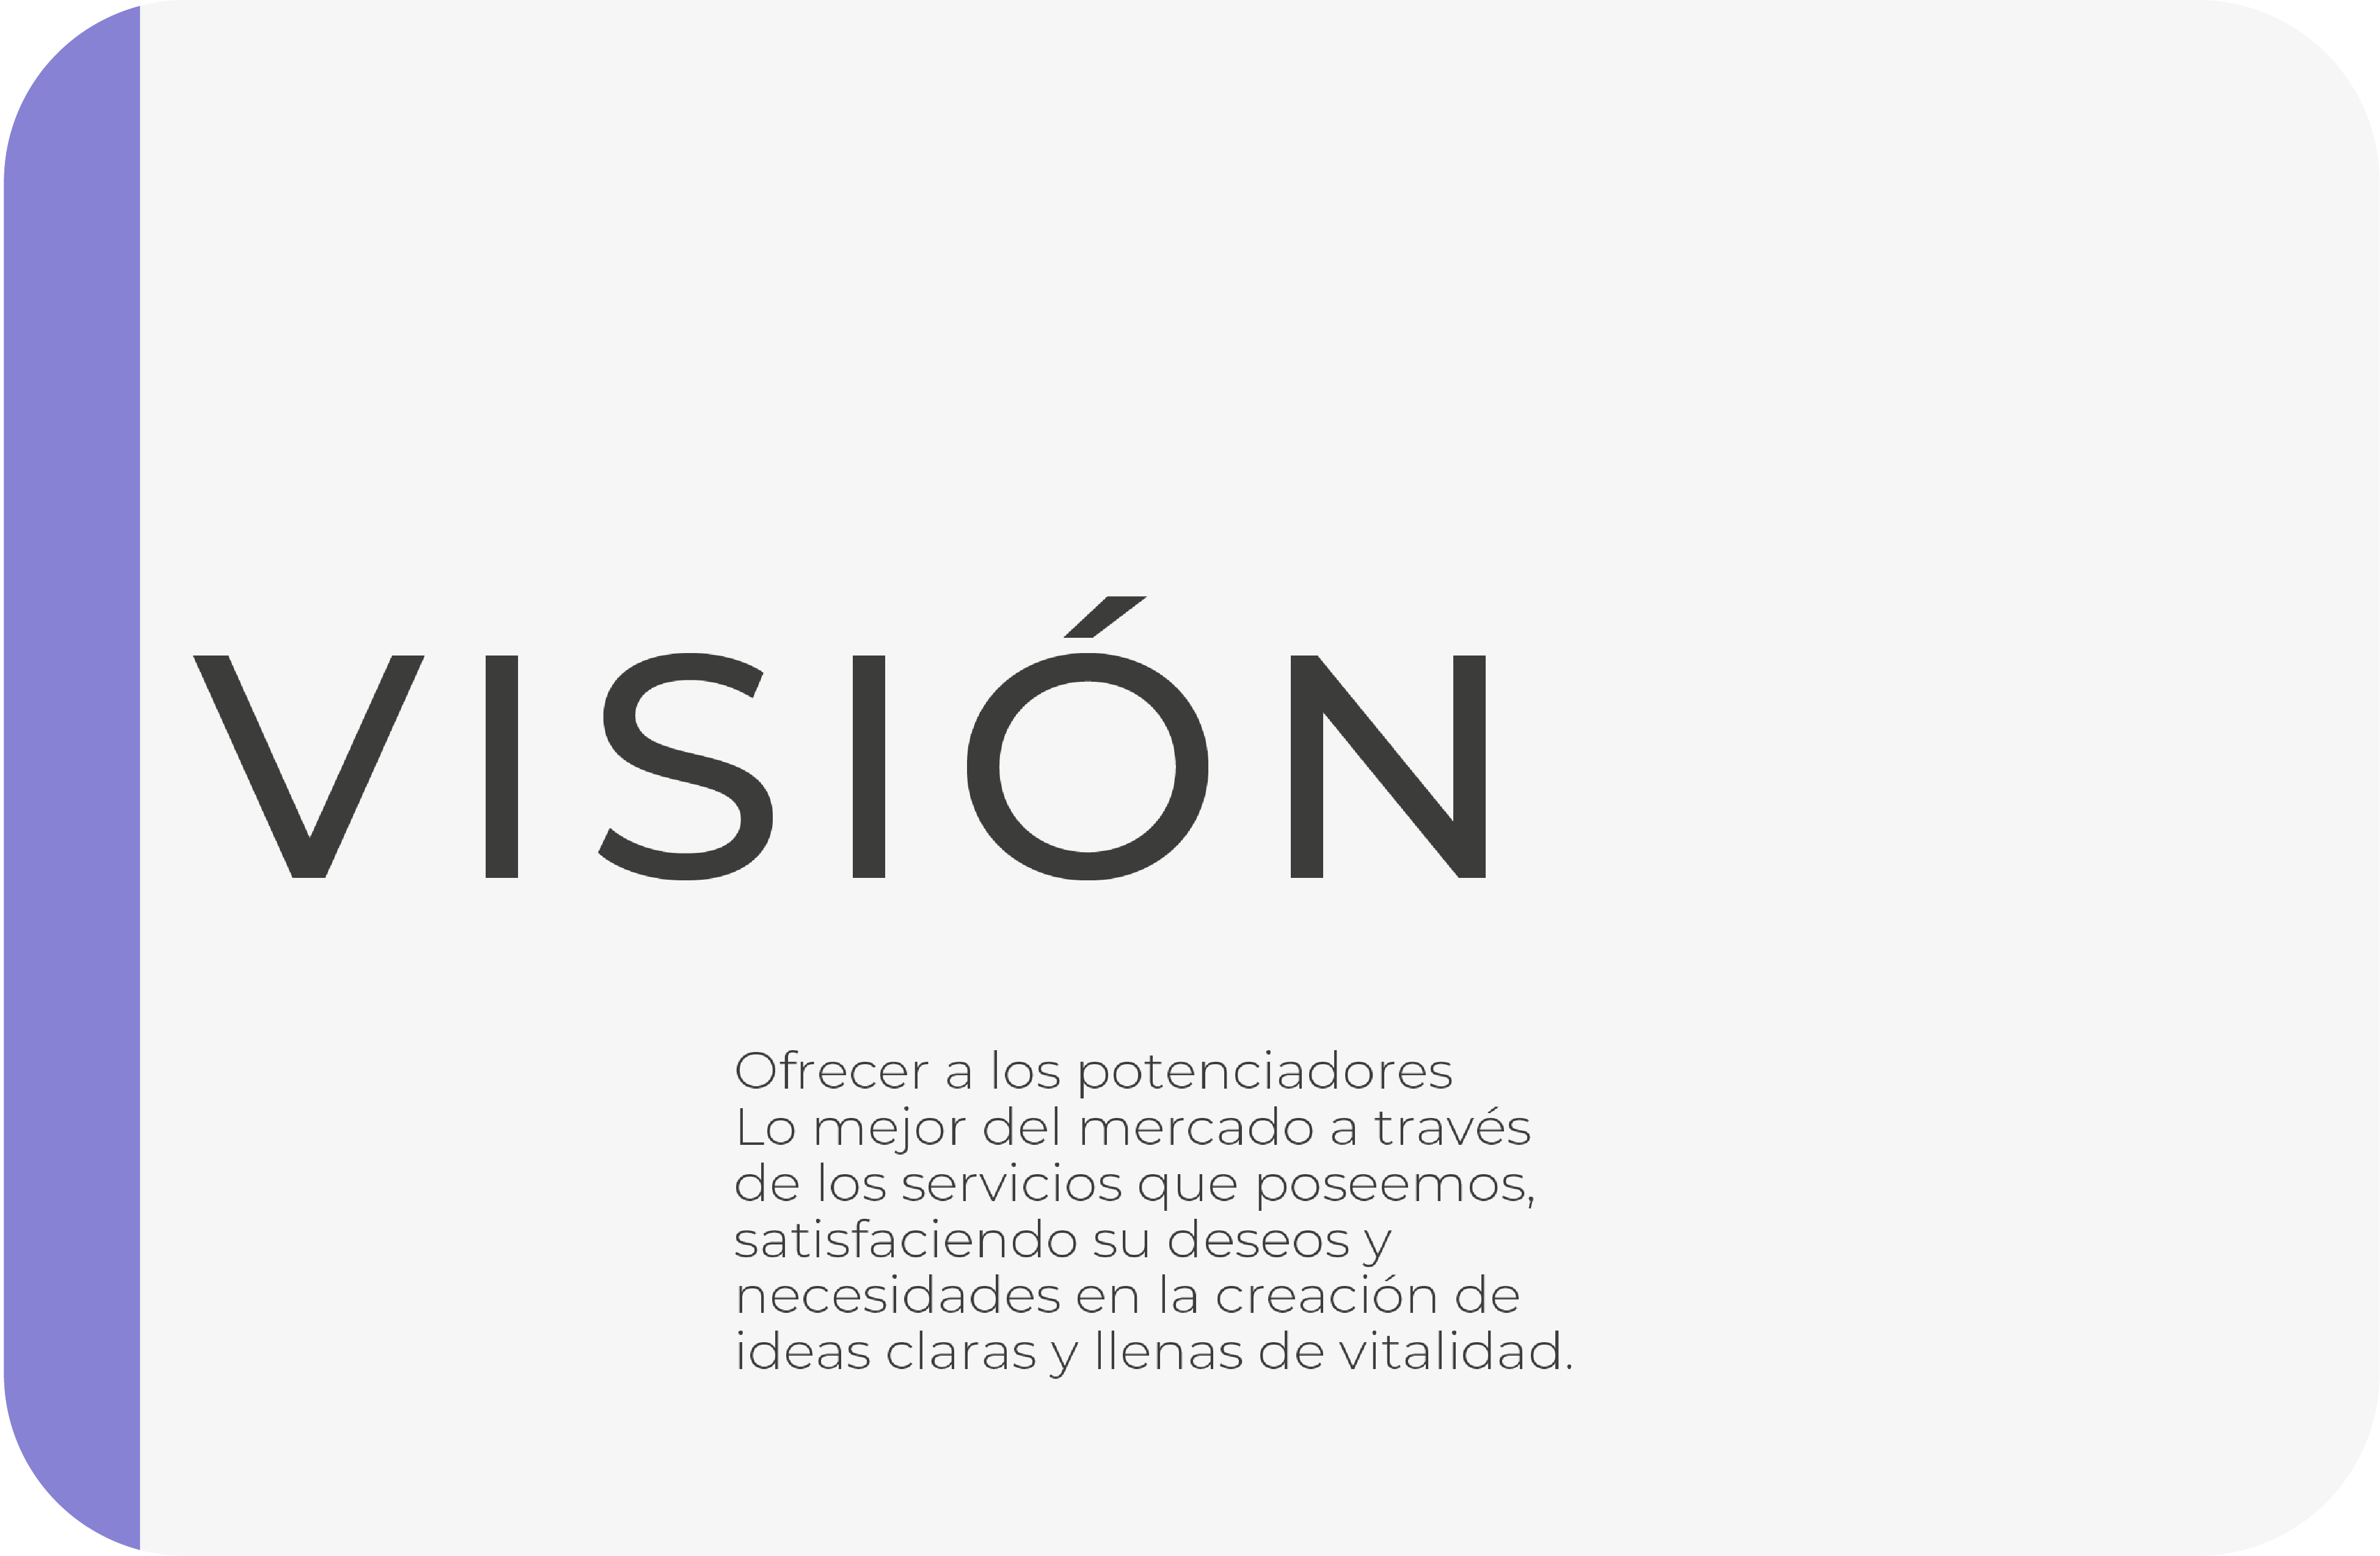 VISIÓN
Ofrecer a los potenciadores
Lo mejor del mercado a través
de los servicios que poseemos,
satisfaciendo su deseos y
necesidades en la creación de
ideas claras y llenas de vitalidad.